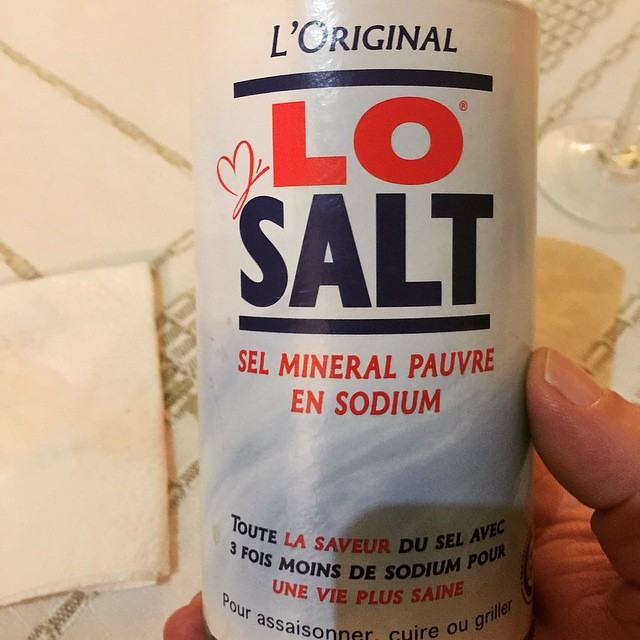 L'ORIGINAL
LO®
SALT
SEL MINERAL PAUVRE
EN SODIUM
TOUTE LA SAVEUR DU SEL AVEC
3 FOIS MOINS DE SODIUM POUR
UNE VIE PLUS SAINE
Pour assaisonner, cuire ou griller